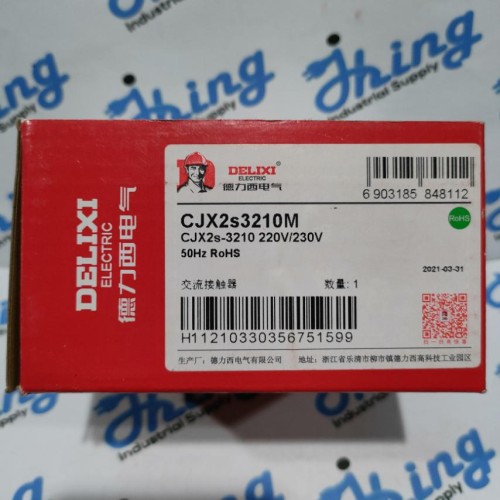 Jhing
Industrial Supply
DELIXI
ELECTRIC
德力西电气
DELIXI
ELECTRIC
德力西电气
6 903185 848112
CJX2s3210M
CJX2s-3210 220V/230V
50Hz RoHS
RoHS
2021-03-31
交流接触器
数量: 1
H11210330356751599
生产厂: 德力西电气有限公司
地址: 浙江省乐清市柳市镇德力西高科技工业园区